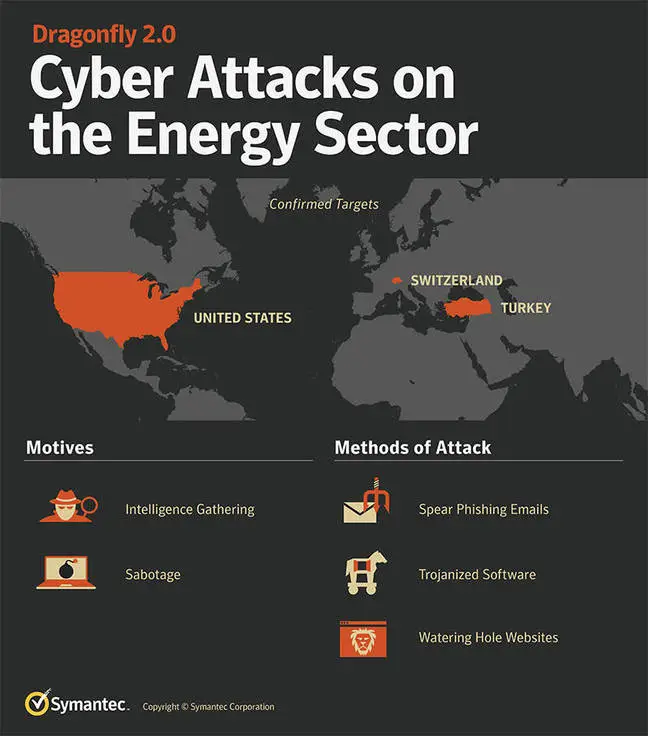 Dragonfly 2.0
Cyber Attacks on
the Energy Sector
Confirmed Targets
SWITZERLAND
UNITED STATES
TURKEY
Motives
Intelligence Gathering
Sabotage
Methods of Attack
Spear Phishing Emails
Trojanized Software
Watering Hole Websites
Symantec™
Copyright © Symantec Corporation